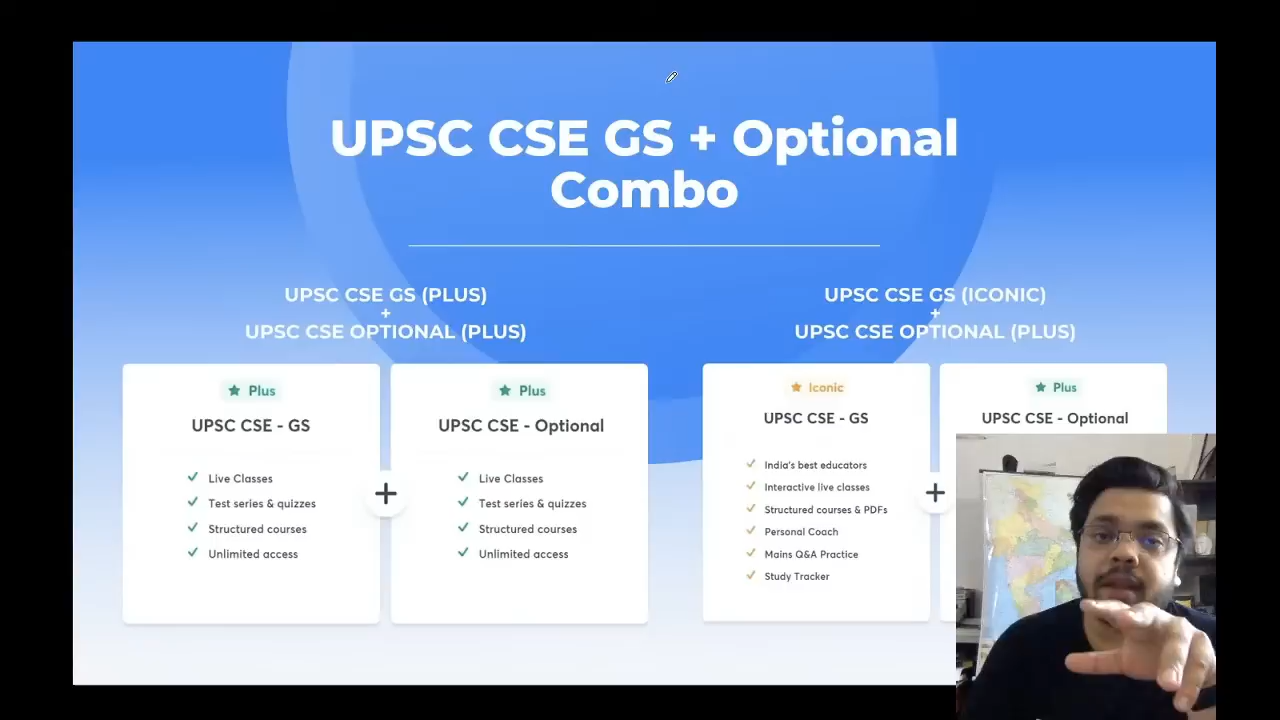 UPSC CSE GS + Optional
Combo
UPSC CSE GS (PLUS)
+
UPSC CSE OPTIONAL (PLUS)
Plus
UPSC CSE - GS
Live Classes
Test series & quizzes
Structured courses
Unlimited access
+
Plus
UPSC CSE - Optional
Live Classes
Test series & quizzes
Structured courses
Unlimited access
UPSC CSE GS (ICONIC)
+
UPSC CSE OPTIONAL (PLUS)
Iconic
UPSC CSE - GS
India's best educators
Interactive live classes
Structured courses & PDFs
Personal Coach
Mains Q&A Practice
Study Tracker
+
Plus
UPSC CSE - Optional